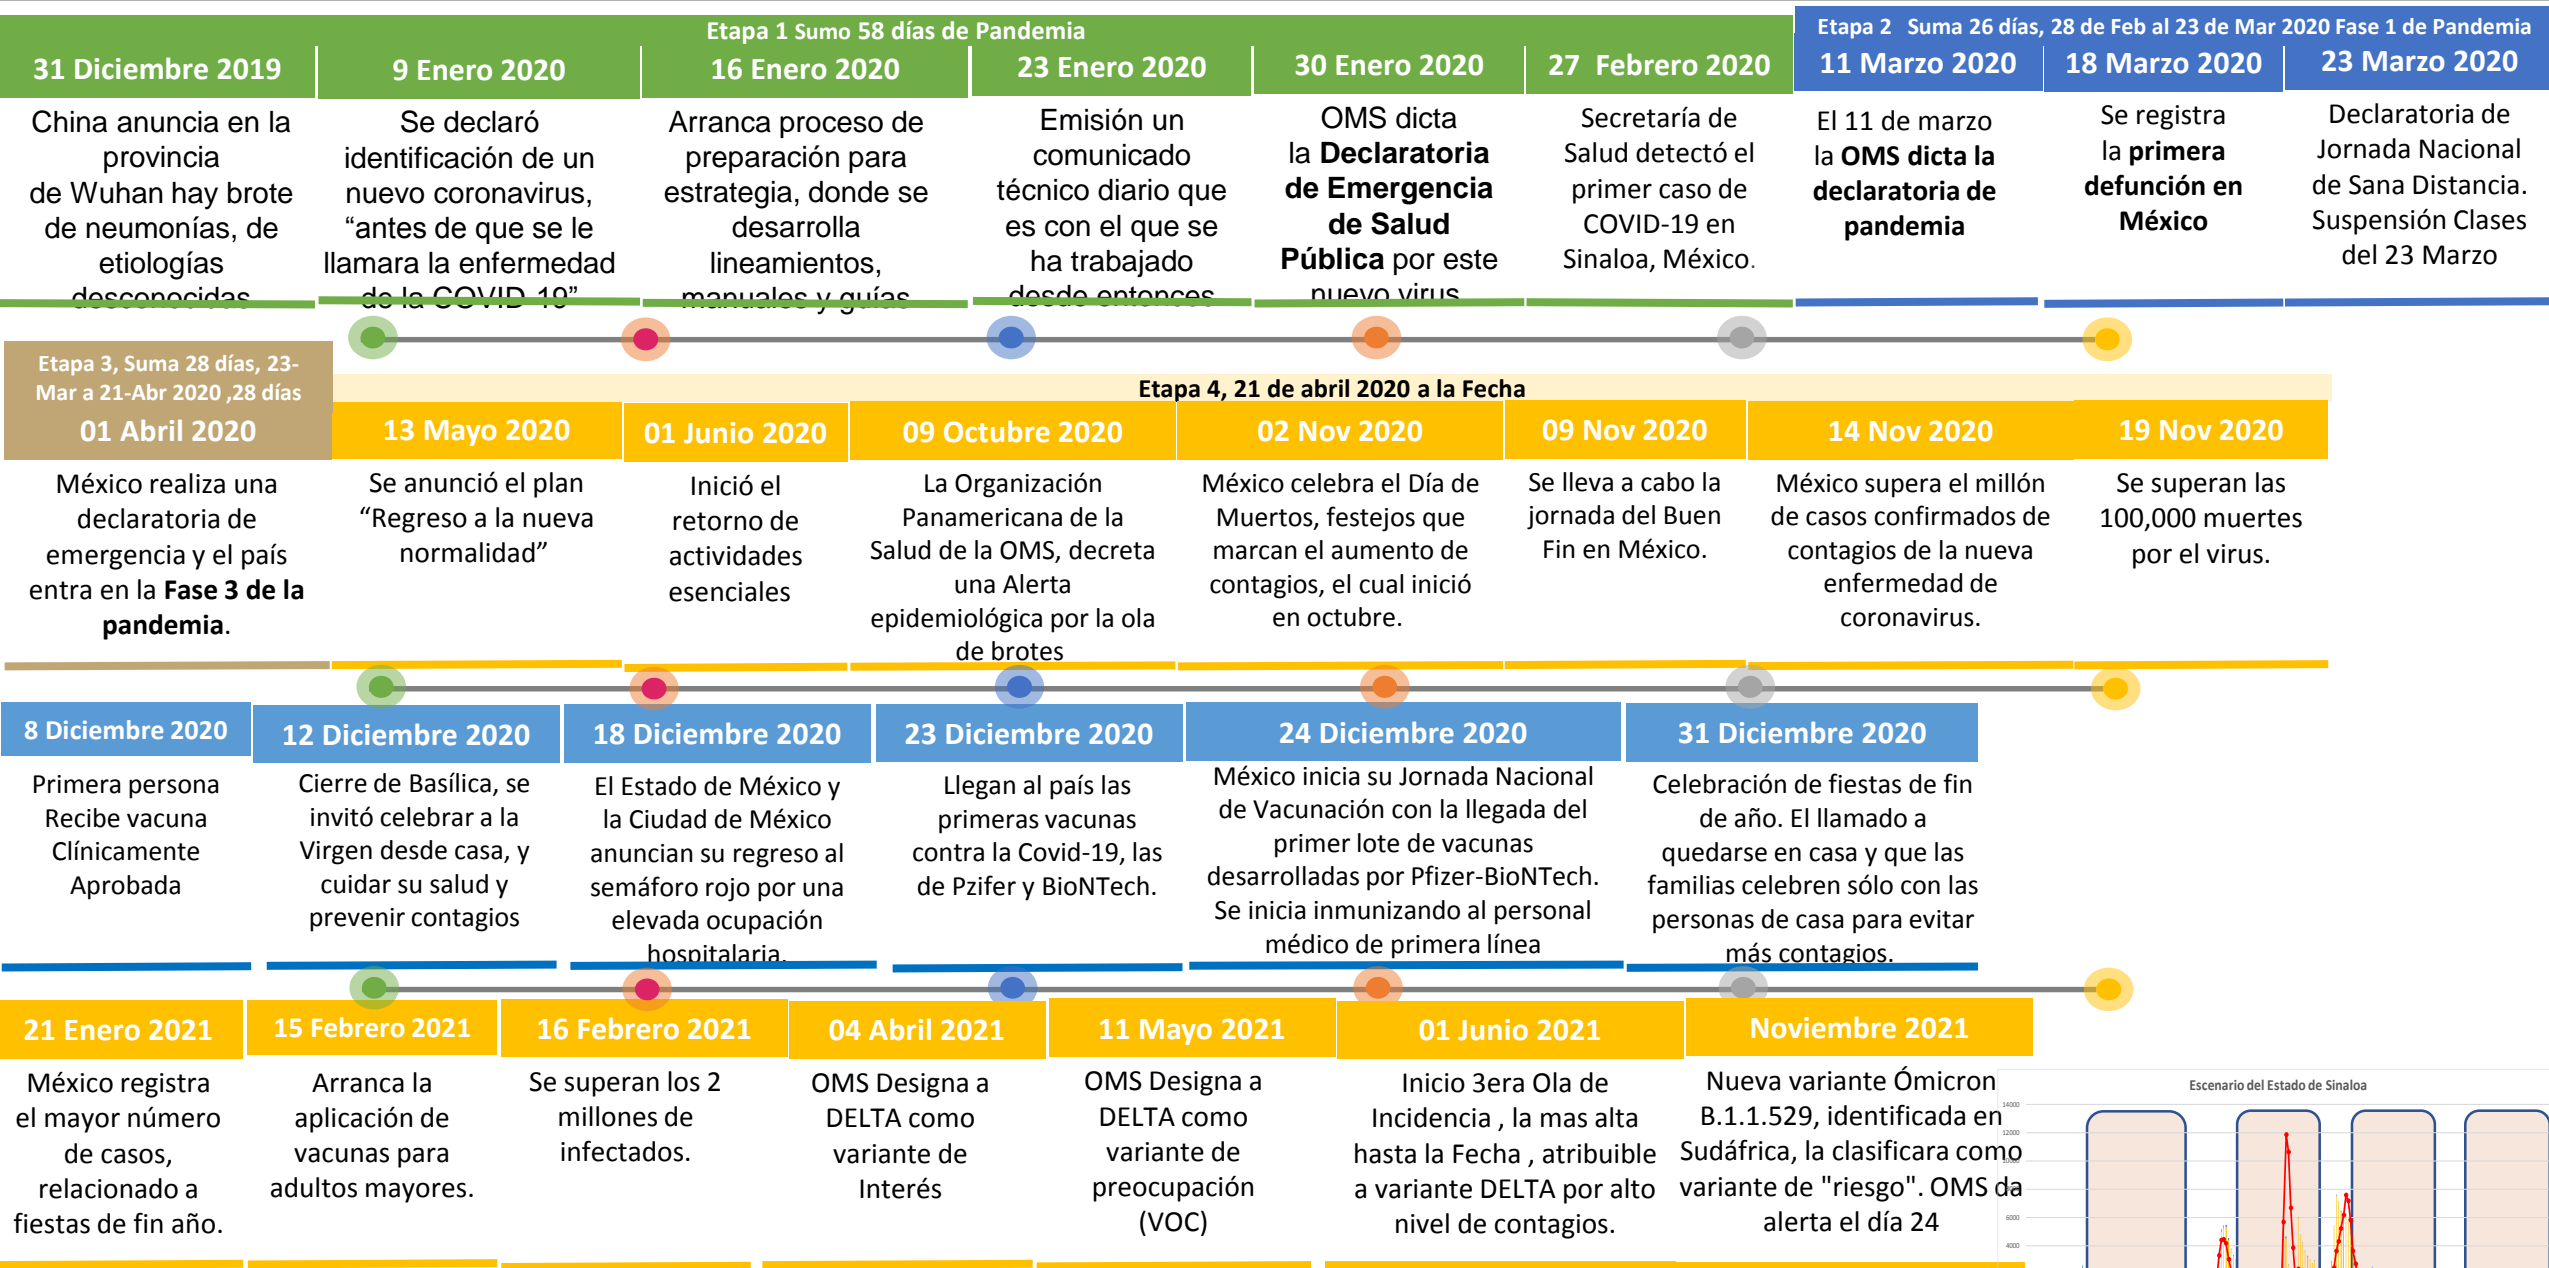 Etapa 1 Sumo 58 días de Pandemia
Etapa 2 Suma 26 días, 28 de Feb al 23 de Mar 2020 Fase 1 de Pandemia
31 Diciembre 2019
China anuncia en la
provincia
de Wuhan hay brote
de neumonías, de
etiologías
desconocidas
9 Enero 2020
Se declaró
identificación de un
nuevo coronavirus,
“antes de que se le
llamara la enfermedad
de la COVID-19”
16 Enero 2020
Arranca proceso de
preparación para
estrategia, donde se
desarrolla
lineamientos,
manuales y guías
23 Enero 2020
Emisión un
comunicado
técnico diario que
es con el que se
ha trabajado
desde entonces
30 Enero 2020
OMS dicta
la Declaratoria
de Emergencia
de Salud
Pública por este
nuevo virus
27 Febrero 2020
Secretaría de
Salud detectó el
primer caso de
COVID-19 en
Sinaloa, México.
11 Marzo 2020
El 11 de marzo
la OMS dicta la
declaratoria de
pandemia
18 Marzo 2020
Se registra
la primera
defunción en
México
23 Marzo 2020
Declaratoria de
Jornada Nacional
de Sana Distancia.
Suspensión Clases
del 23 Marzo
Etapa 3, Suma 28 días, 23-
Mar a 21-Abr 2020 ,28 días
Etapa 4, 21 de abril 2020 a la Fecha
01 Abril 2020
México realiza una
declaratoria de
emergencia y el país
entra en la Fase 3 de la
pandemia.
13 Mayo 2020
Se anunció el plan
“Regreso a la nueva
normalidad”
01 Junio 2020
Inició el
retorno de
actividades
esenciales
09 Octubre 2020
La Organización
Panamericana de la
Salud de la OMS, decreta
una Alerta
epidemiológica por la ola
de brotes
02 Nov 2020
México celebra el Día de
Muertos, festejos que
marcan el aumento de
contagios, el cual inició
en octubre.
09 Nov 2020
Se lleva a cabo la
jornada del Buen
Fin en México.
14 Nov 2020
México supera el millón
de casos confirmados de
contagios de la nueva
enfermedad de
coronavirus.
19 Nov 2020
Se superan las
100,000 muertes
por el virus.
8 Diciembre 2020
Primera persona
Recibe vacuna
Clínicamente
Aprobada
12 Diciembre 2020
Cierre de Basílica, se
invitó celebrar a la
Virgen desde casa, y
cuidar su salud y
prevenir contagios
18 Diciembre 2020
El Estado de México y
la Ciudad de México
anuncian su regreso al
semáforo rojo por una
elevada ocupación
hospitalaria.
23 Diciembre 2020
Llegan al país las
primeras vacunas
contra la Covid-19, las
de Pzifer y BioNTech.
24 Diciembre 2020
México inicia su Jornada Nacional
de Vacunación con la llegada del
primer lote de vacunas
desarrolladas por Pfizer-BioNTech.
Se inicia inmunizando al personal
médico de primera línea
31 Diciembre 2020
Celebración de fiestas de fin
de año. El llamado a
quedarse en casa y que las
familias celebren sólo con las
personas de casa para evitar
más contagios.
21 Enero 2021
México registra
el mayor número
de casos,
relacionado a
fiestas de fin año.
15 Febrero 2021
Arranca la
aplicación de
vacunas para
adultos mayores.
16 Febrero 2021
Se superan los 2
millones de
infectados.
04 Abril 2021
OMS Designa a
DELTA como
variante de
Interés
11 Mayo 2021
OMS Designa a
DELTA como
variante de
preocupación
(VOC)
01 Junio 2021
Inicio 3era Ola de
Incidencia , la mas alta
hasta la Fecha , atribuible
a variante DELTA por alto
nivel de contagios.
Noviembre 2021
Nueva variante Ómicron
B.1.1.529, identificada en
Sudáfrica, la clasificara como
variante de "riesgo". OMS da
alerta el día 24
Escenario del Estado de Sinaloa
14000
12000
10000
6000
4000